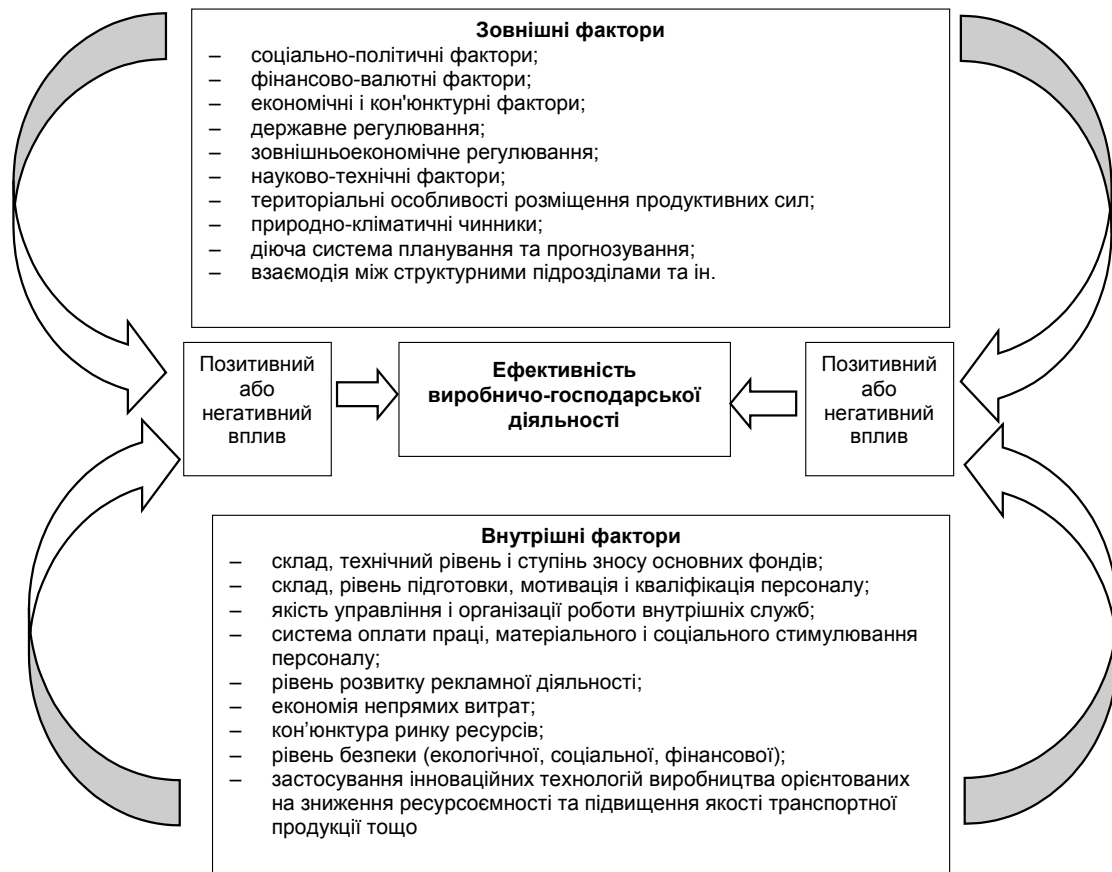 Зовнішні фактори
– соціально-політичні фактори;
– фінансово-валютні фактори;
– економічні і кон'юнктурні фактори;
– державне регулювання;
– зовнішньоекономічне регулювання;
– науково-технічні фактори;
– територіальні особливості розміщення продуктивних сил;
– природно-кліматичні чинники;
– діюча система планування та прогнозування;
– взаємодія між структурними підрозділами та ін.
Позитивний
або
негативний
вплив
Ефективність
виробничо-господарської
діяльності
Позитивний
або
негативний
вплив
Внутрішні фактори
– склад, технічний рівень і ступінь зносу основних фондів;
– склад, рівень підготовки, мотивація і кваліфікація персоналу;
– якість управління і організації роботи внутрішніх служб;
– система оплати праці, матеріального і соціального стимулювання
персоналу;
– рівень розвитку рекламної діяльності;
– економія непрямих витрат;
– кон’юнктура ринку ресурсів;
– рівень безпеки (екологічної, соціальної, фінансової);
– застосування інноваційних технологій виробництва орієнтованих
на зниження ресурсоємності та підвищення якості транспортної
продукції тощо